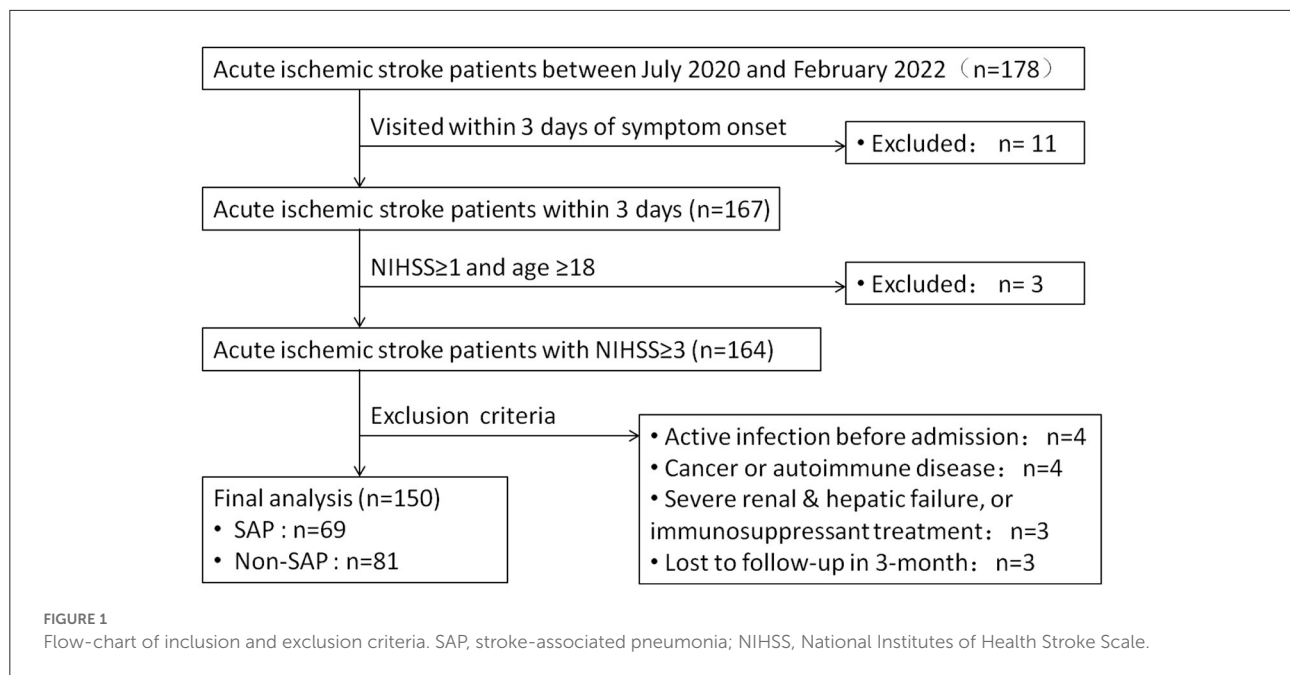 Acute ischemic stroke patients between July 2020 and February 2022（n=178）
Visited within 3 days of symptom onset
• Excluded： n= 11
Acute ischemic stroke patients within 3 days (n=167)
NIHSS≥1 and age ≥18
• Excluded： n= 3
Acute ischemic stroke patients with NIHSS≥3 (n=164)
Exclusion criteria
• Active infection before admission： n=4
• Cancer or autoimmune disease： n=4
• Severe renal & hepatic failure, or
immunosuppressant treatment： n=3
• Lost to follow-up in 3-month： n=3
Final analysis (n=150)
• SAP : n=69
• Non-SAP : n=81
FIGURE 1
Flow-chart of inclusion and exclusion criteria. SAP, stroke-associated pneumonia; NIHSS, National Institutes of Health Stroke Scale.